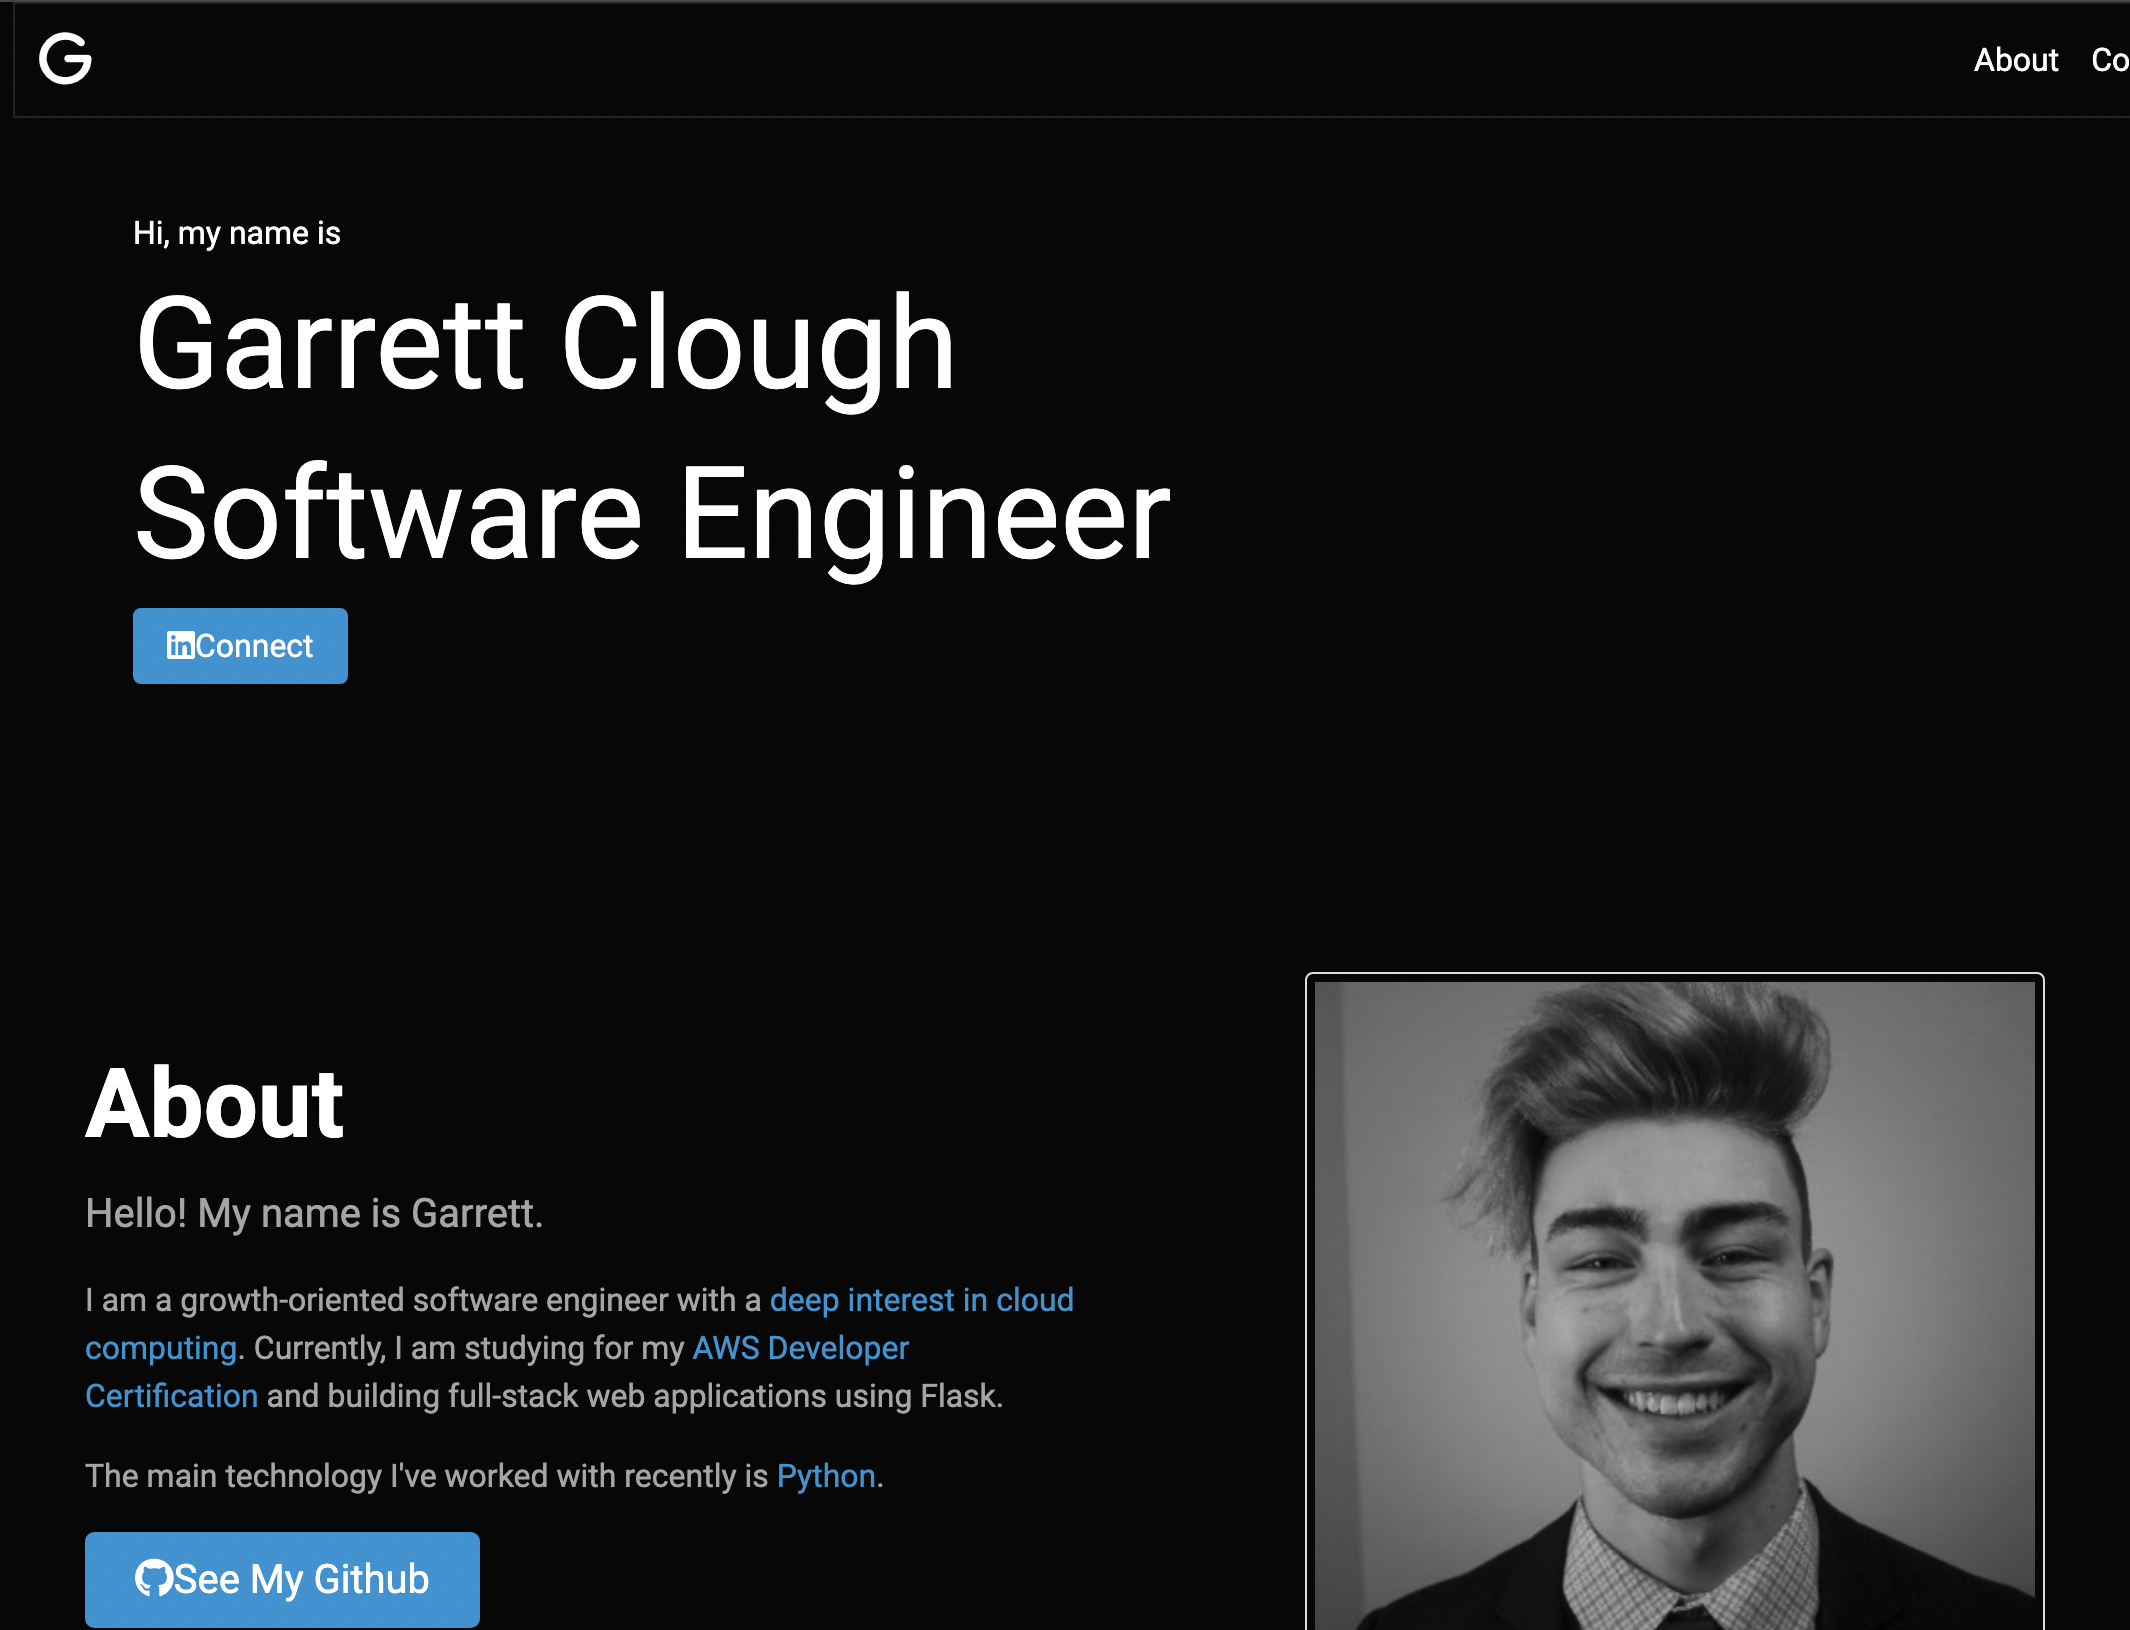 G
About Co
Hi, my name is
Garrett Clough
Software Engineer
inConnect
About
Hello! My name is Garrett.
I am a growth-oriented software engineer with a deep interest in cloud
computing. Currently, I am studying for my AWS Developer
Certification and building full-stack web applications using Flask.
The main technology I've worked with recently is Python.
See My Github